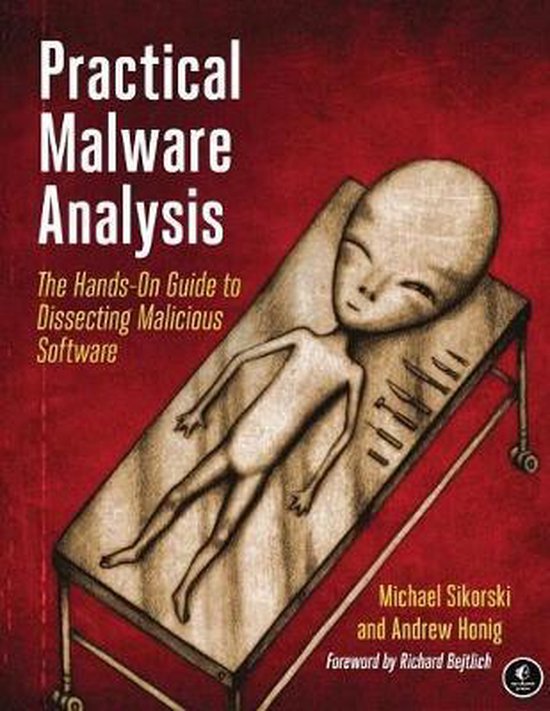 Practical
Malware
Analysis
The Hands-On Guide to
Dissecting Malicious
Software
Michael Sikorski
and Andrew Honig
Foreword by Richard Bejtlich